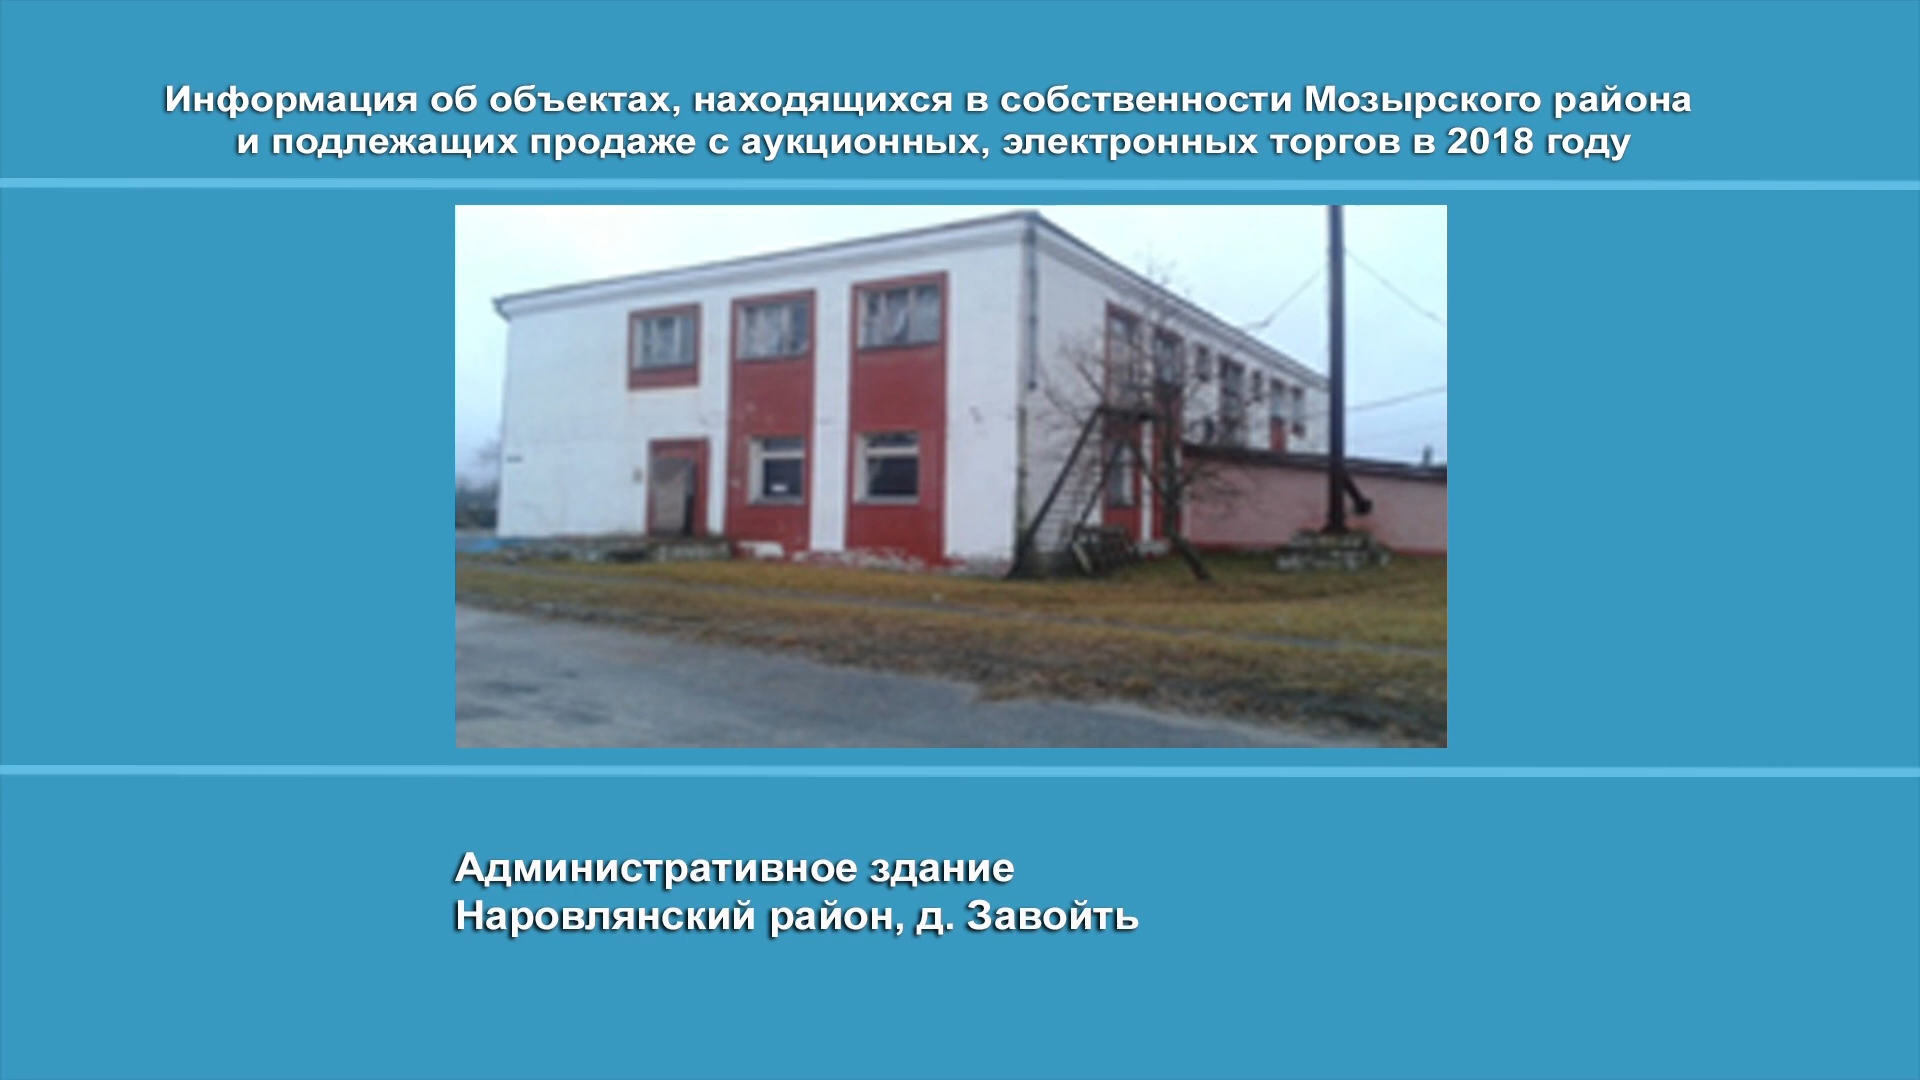 Информация об объектах, находящихся в собственности Мозырского района
и подлежащих продаже с аукционных, электронных торгов в 2018 году
Административное здание
Наровлянский район, д. Завойть